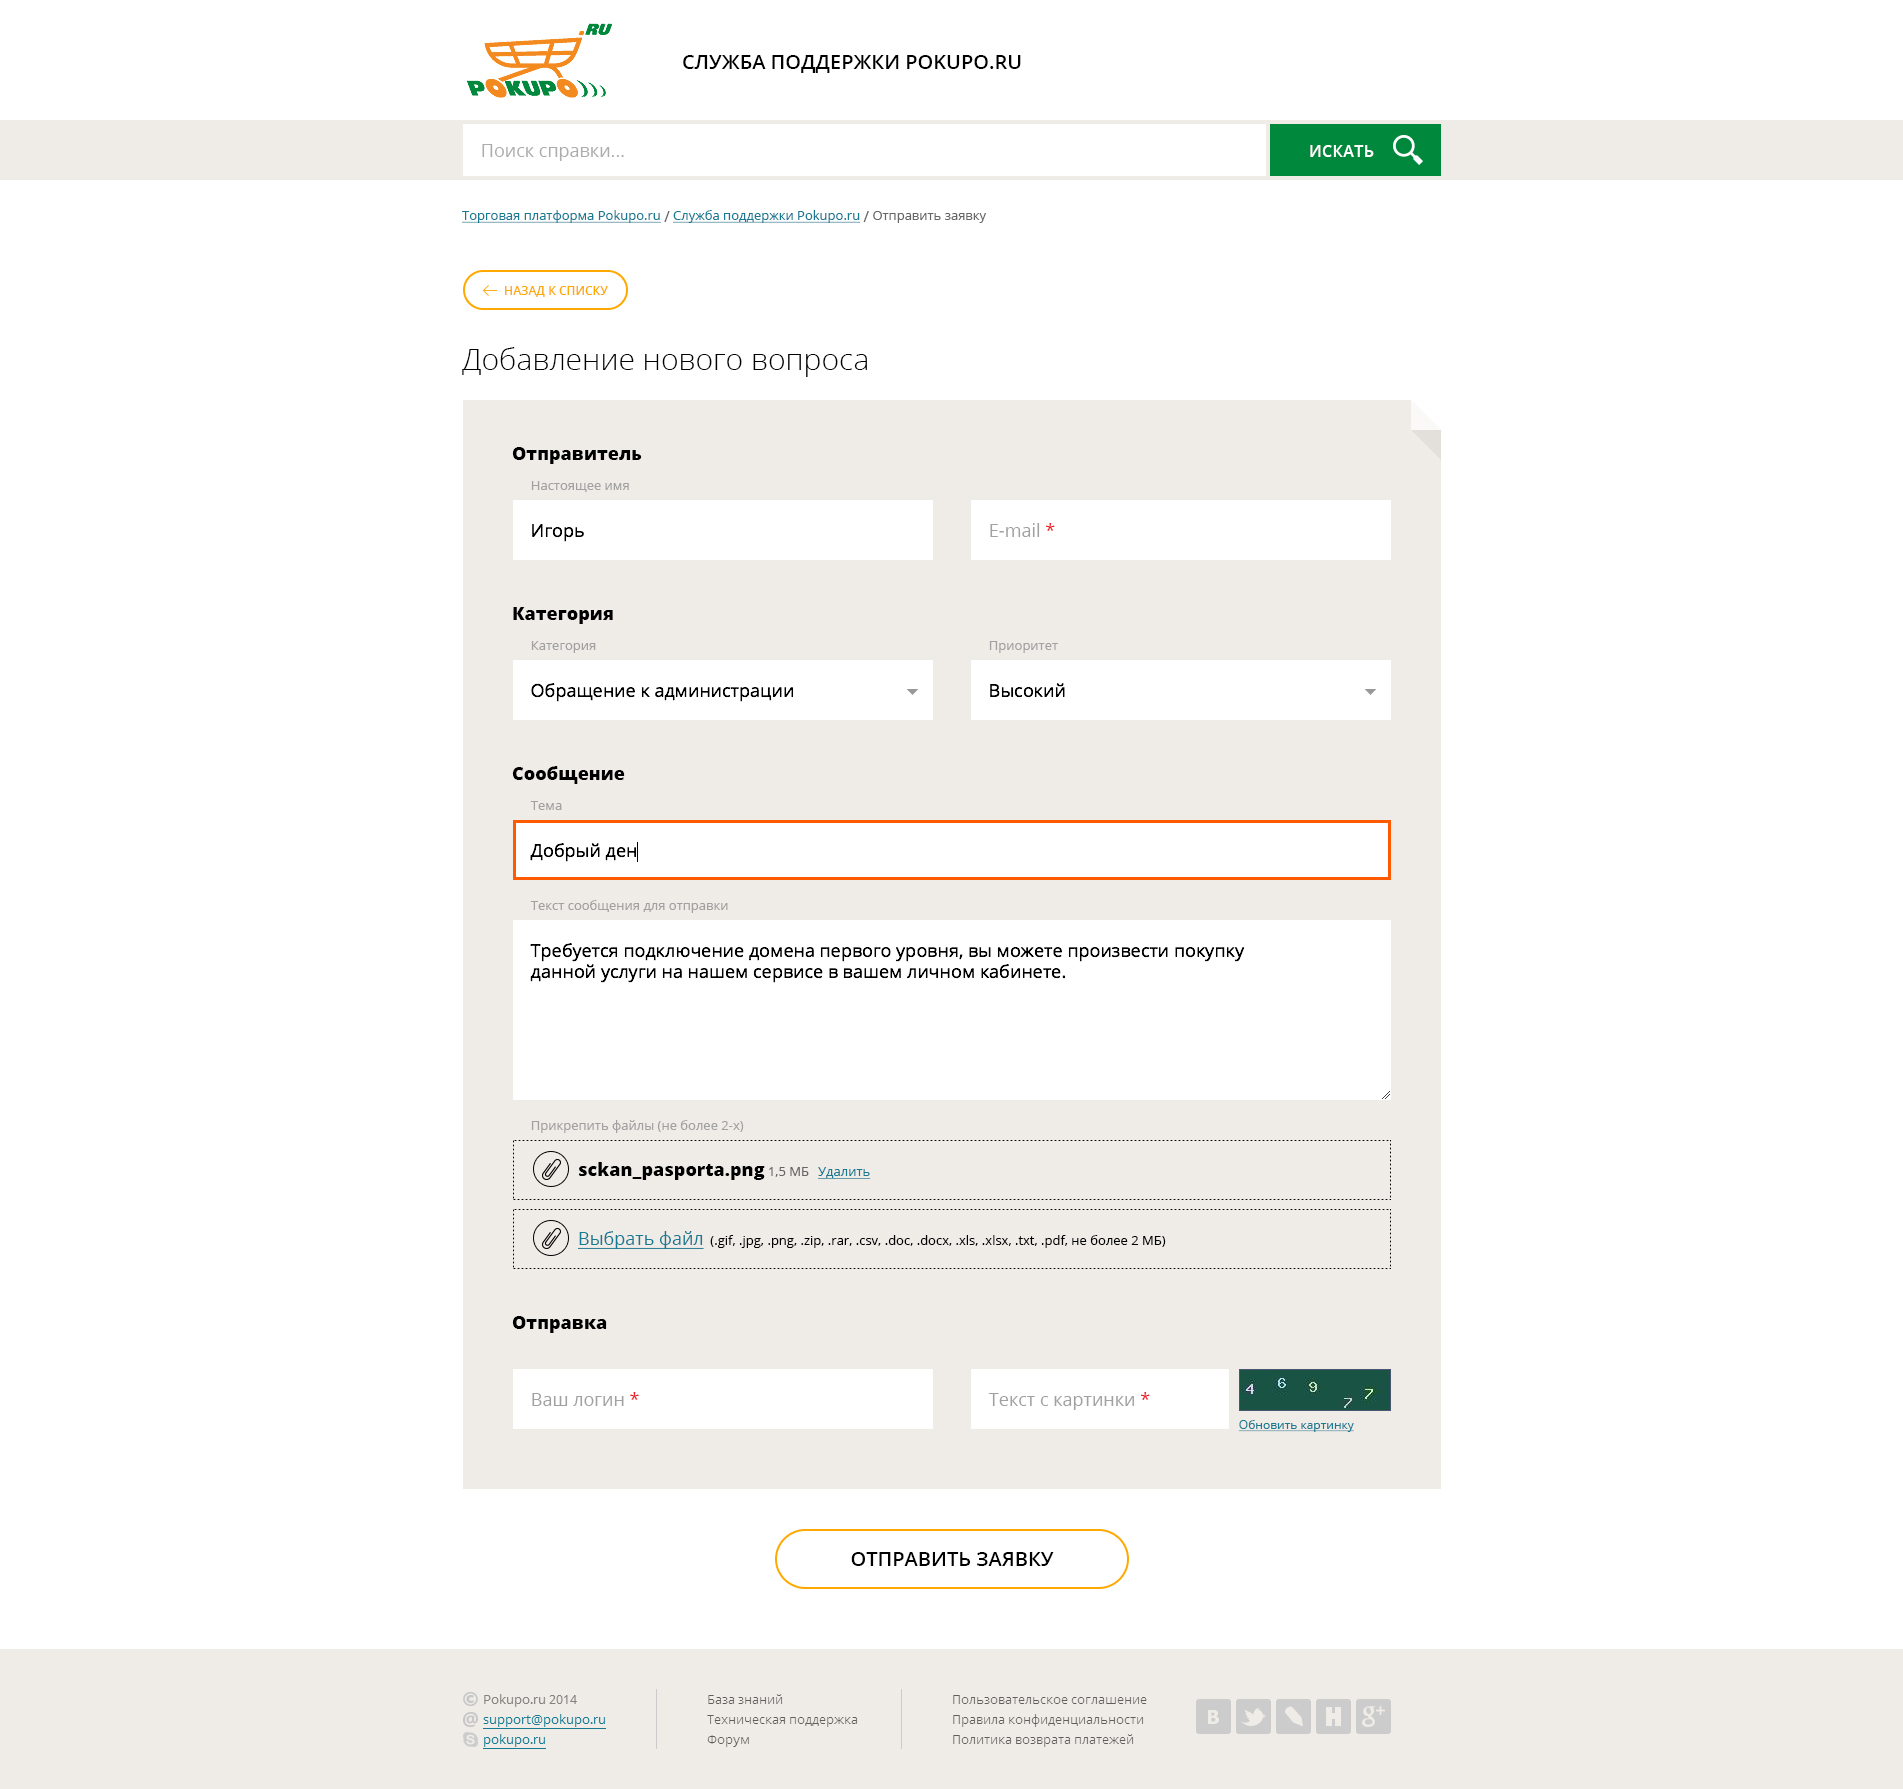 .RU
POKUPO
СЛУЖБА ПОДДЕРЖКИ POKUPO.RU
Поиск справки...
ИСКАТЬ
Торговая платформа Pokupo.ru / Служба поддержки Pokupo.ru / Отправить заявку
НАЗАД К СПИСКУ
Добавление нового вопроса
Отправитель
Настоящее имя
Игорь
E-mail *
Категория
Категория
Приоритет
Обращение к администрации
Высокий
Сообщение
Тема
Добрый ден
Текст сообщения для отправки
Требуется подключение домена первого уровня, вы можете произвести покупку
данной услуги на нашем сервисе в вашем личном кабинете.
Прикрепить файлы (не более 2-х)
sckan_pasporta.png 1,5 МБ Удалить
Выбрать файл (.gif, .jpg, .png, .zip, .rar, .csv, .doc, .docx, .xls, .xlsx, .txt, .pdf, не более 2 МБ)
Отправка
Ваш логин *
Текст с картинки *
4 6 9 7 7
Обновить картинку
ОТПРАВИТЬ ЗАЯВКУ
© Pokupo.ru 2014
@ support@pokupo.ru
pokupo.ru
База знаний
Техническая поддержка
Форум
Пользовательское соглашение
Правила конфиденциальности
Политика возврата платежей
B
H
g+